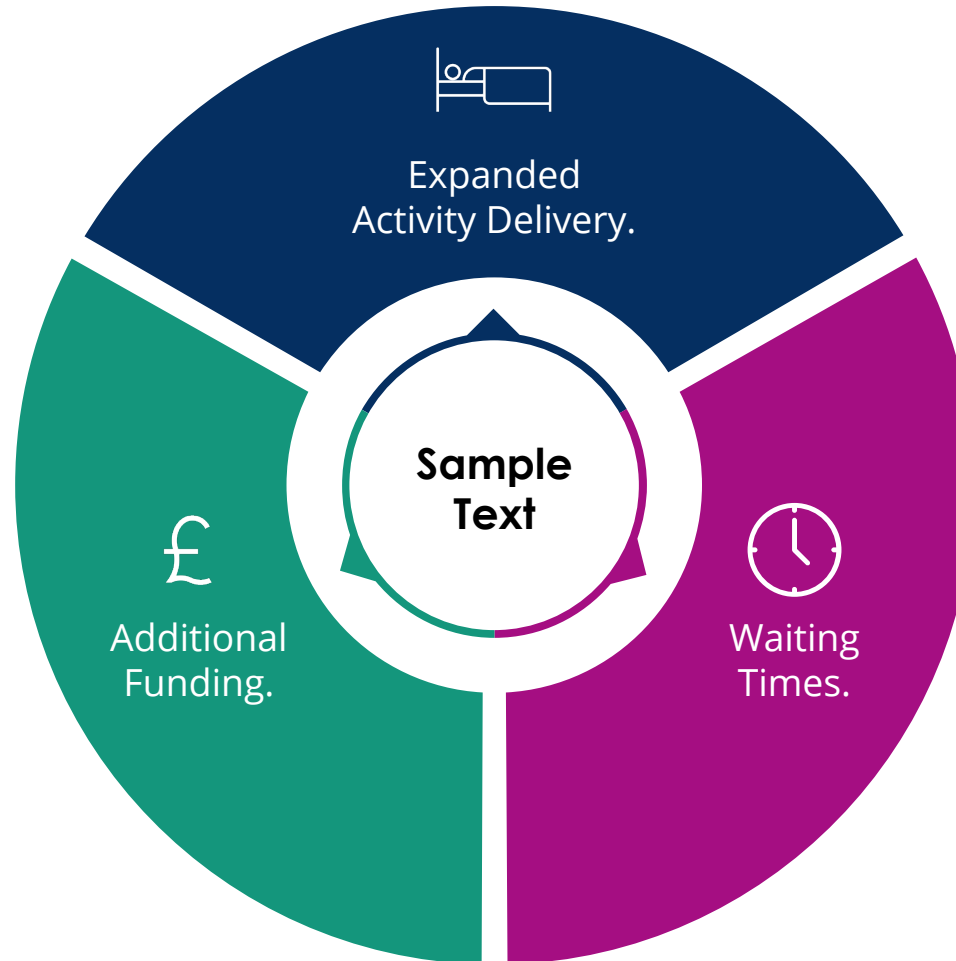 Expanded
Activity Delivery.
Sample
Text
£
Additional
Funding.
Waiting
Times.